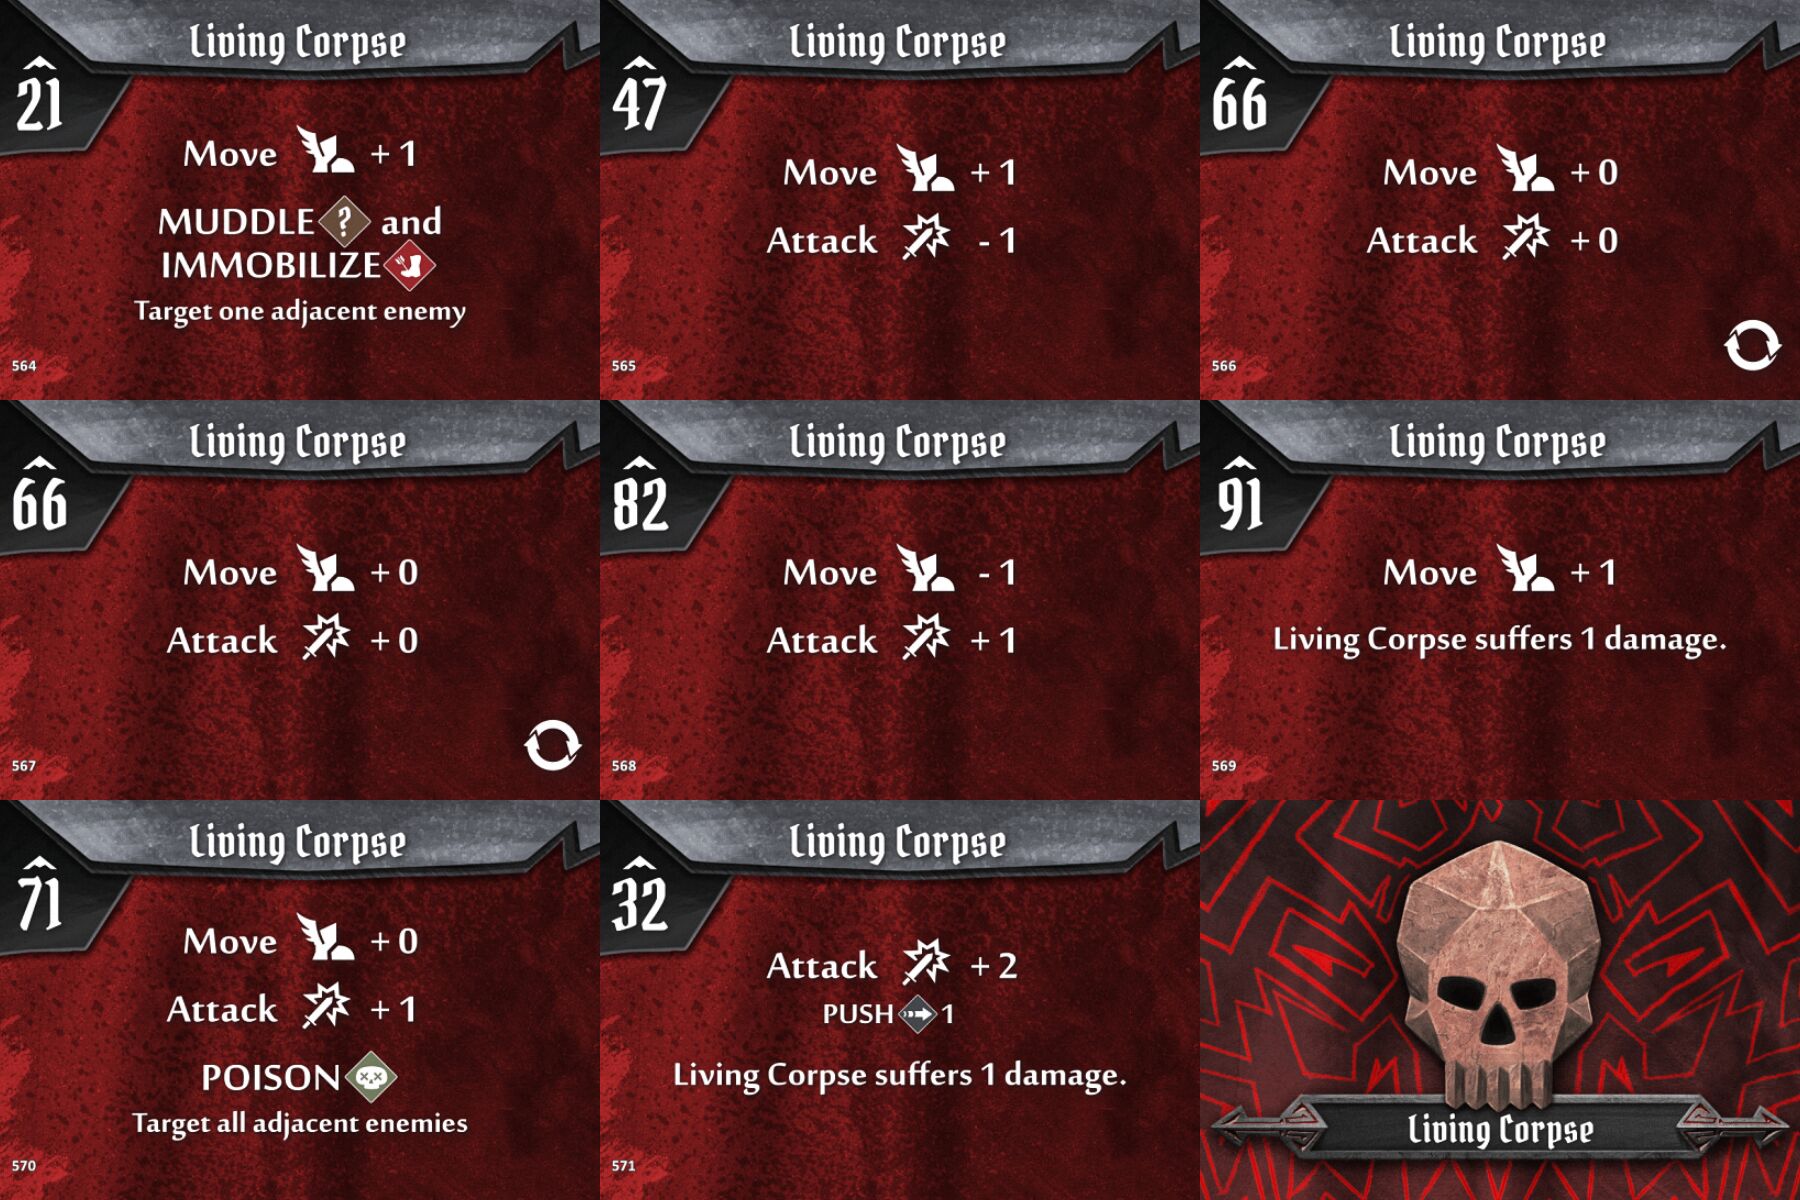 Living Corpse
21
Move + 1
MUDDLE ? and
IMMOBILIZE
Target one adjacent enemy
564
Living Corpse
47
Move + 1
Attack - 1
565
Living Corpse
66
Move + 0
Attack + 0
566
Living Corpse
66
Move + 0
Attack + 0
567
Living Corpse
82
Move - 1
Attack + 1
568
Living Corpse
91
Move + 1
Living Corpse suffers 1 damage.
569
Living Corpse
71
Move + 0
Attack + 1
POISON
Target all adjacent enemies
570
Living Corpse
32
Attack + 2
PUSH 1
Living Corpse suffers 1 damage.
571
Living Corpse